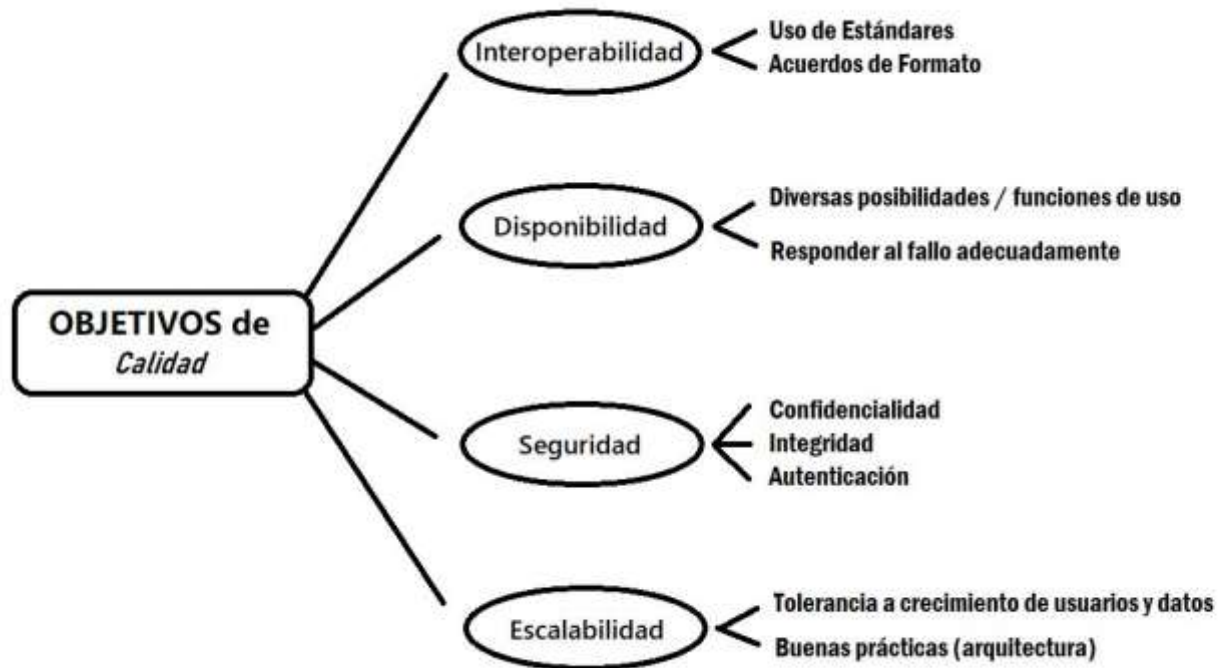 OBJETIVOS de
Calidad
Interoperabilidad
Uso de Estándares
Acuerdos de Formato
Disponibilidad
Diversas posibilidades / funciones de uso
Responder al fallo adecuadamente
Seguridad
Confidencialidad
Integridad
Autenticación
Escalabilidad
Tolerancia a crecimiento de usuarios y datos
Buenas prácticas (arquitectura)